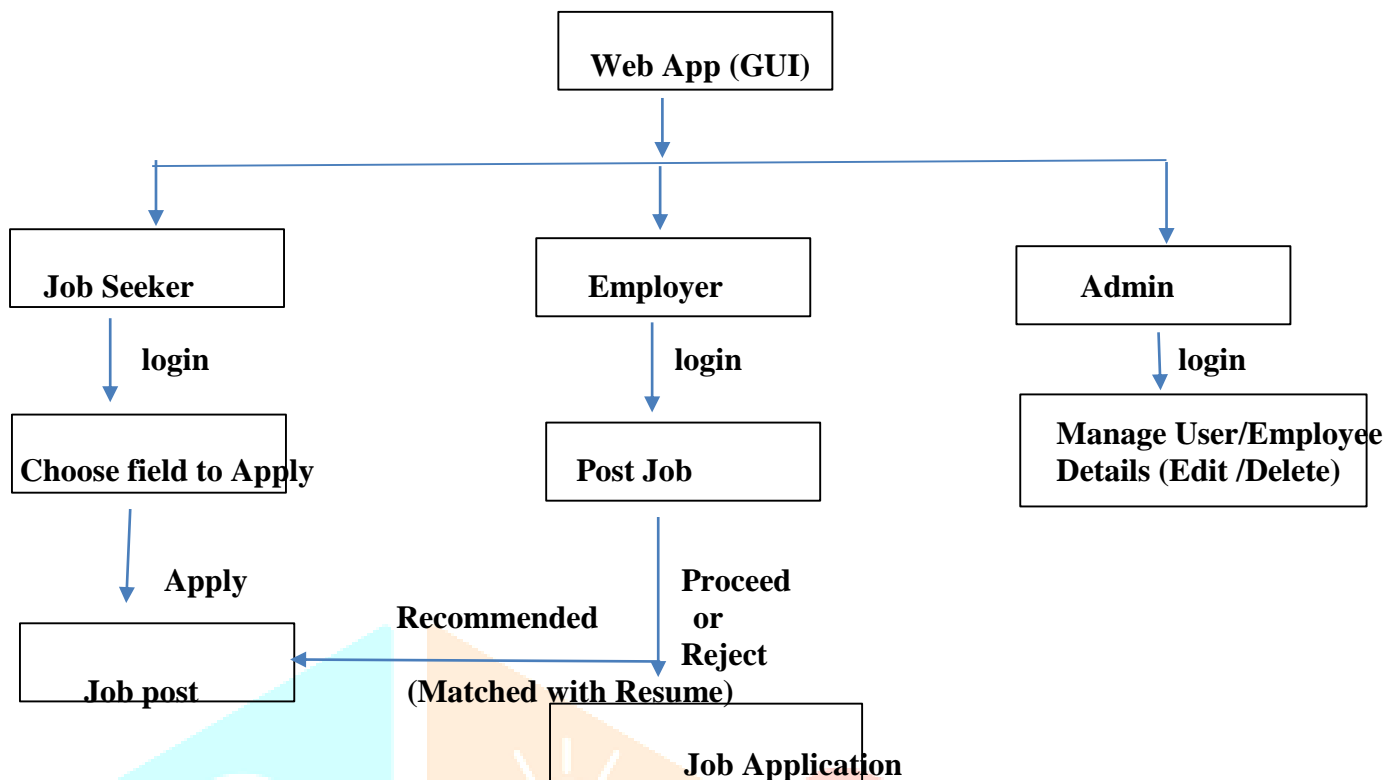 Web App (GUI)
Job Seeker
Employer
Admin
login
login
login
Choose field to Apply
Post Job
Manage User/Employee
Details (Edit /Delete)
Apply
Proceed
or
Reject
Recommended
(Matched with Resume)
Job post
Job Application